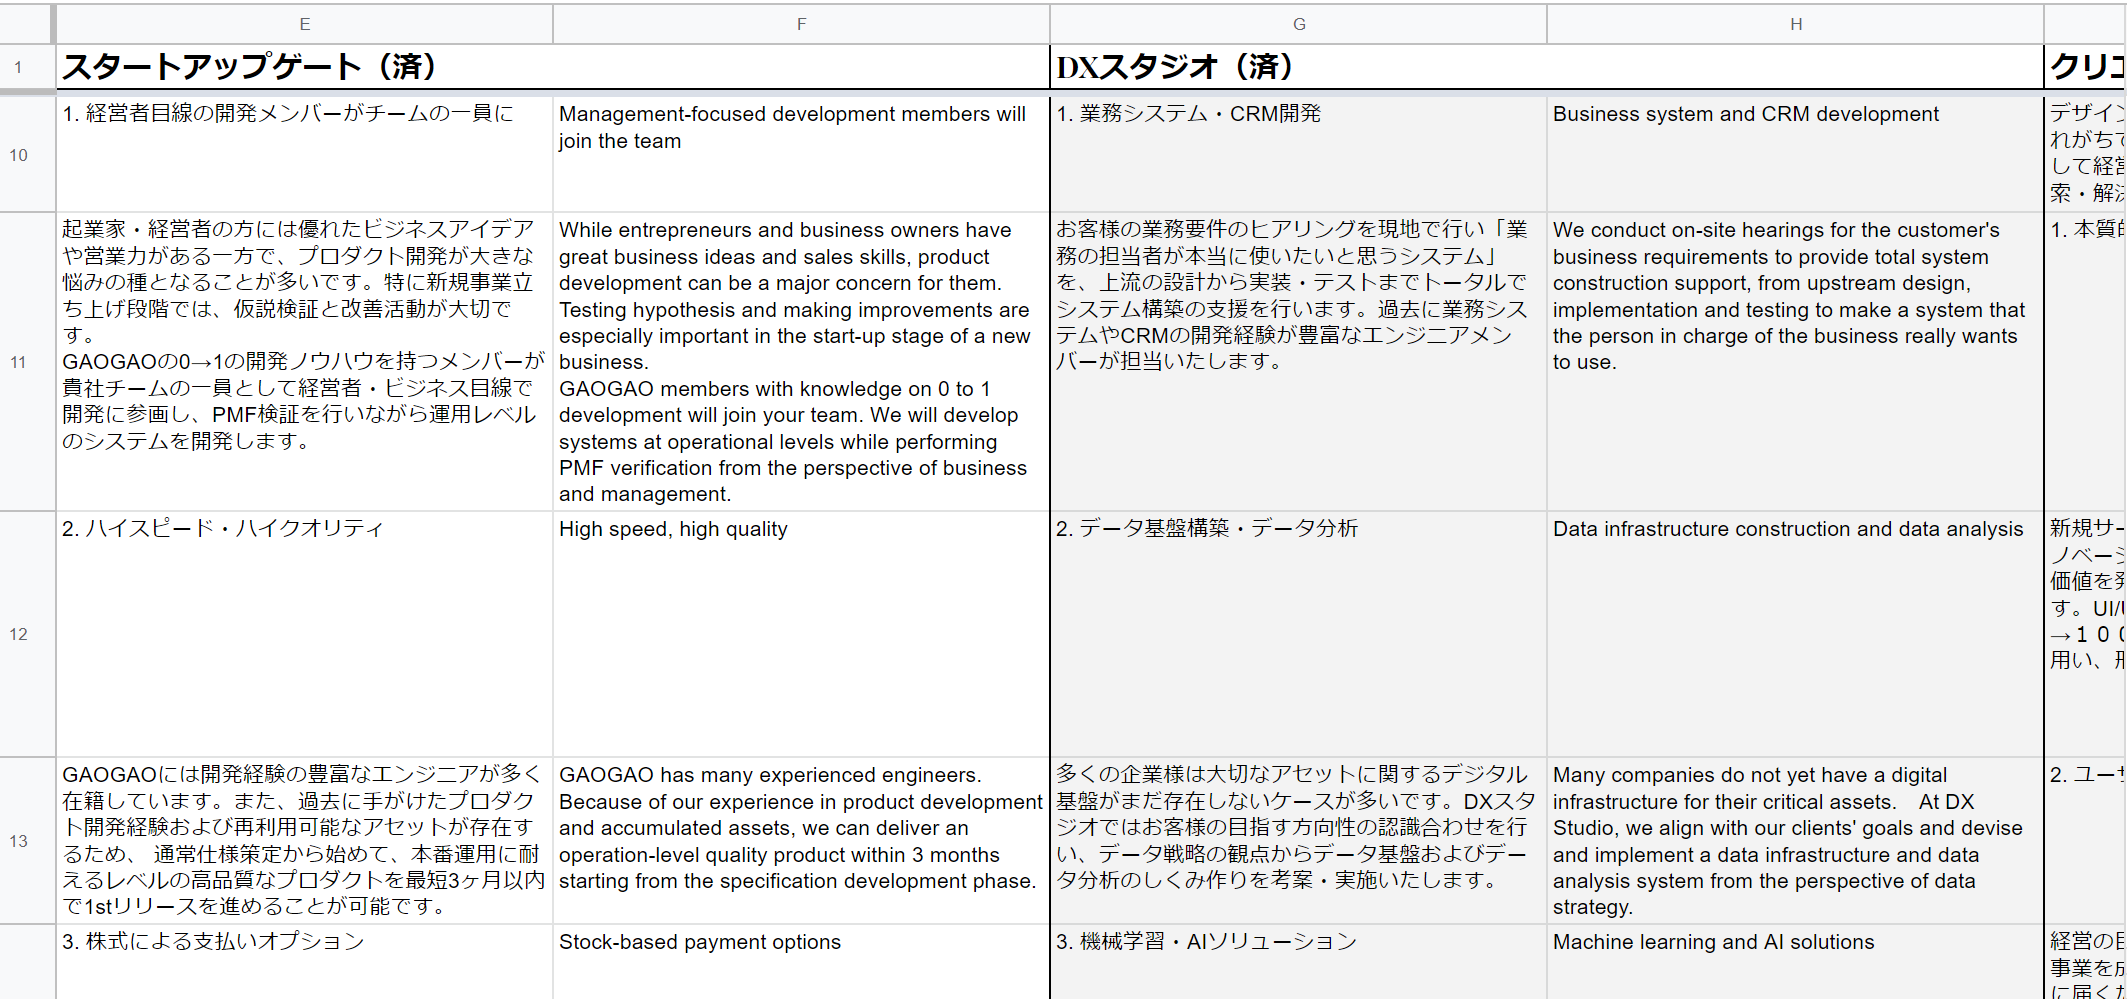 E F G H
1 スタートアップゲート（済） DXスタジオ（済） クリエ
10
1. 経営者目線の開発メンバーがチームの一員に
Management-focused development members will
join the team
1. 業務システム・CRM開発
Business system and CRM development
デザイン
れがちで
して経営
索・解決
11
起業家・経営者の方には優れたビジネスアイデア
や営業力がある一方で、プロダクト開発が大きな
悩みの種となることが多いです。特に新規事業立
ち上げ段階では、仮説検証と改善活動が大切で
す。
GAOGAOの0→1の開発ノウハウを持つメンバーが
貴社チームの一員として経営者・ビジネス目線で
開発に参画し、PMF検証を行いながら運用レベル
のシステムを開発します。
While entrepreneurs and business owners have
great business ideas and sales skills, product
development can be a major concern for them.
Testing hypothesis and making improvements are
especially important in the start-up stage of a new
business.
GAOGAO members with knowledge on 0 to 1
development will join your team. We will develop
systems at operational levels while performing
PMF verification from the perspective of business
and management.
お客様の業務要件のヒアリングを現地で行い「業
務の担当者が本当に使いたいと思うシステム」
を、上流の設計から実装・テストまでトータルで
システム構築の支援を行います。過去に業務シス
テムやCRMの開発経験が豊富なエンジニアメン
バーが担当いたします。
We conduct on-site hearings for the customer's
business requirements to provide total system
construction support, from upstream design,
implementation and testing to make a system that
the person in charge of the business really wants
to use.
1. 本質的
12
2. ハイスピード・ハイクオリティ
High speed, high quality
2. データ基盤構築・データ分析
Data infrastructure construction and data analysis
新規サー
ノベーシ
価値を発
す。UI/U
→１００
用い、形
13
GAOGAOには開発経験の豊富なエンジニアが多く
在籍しています。また、過去に手がけたプロダク
ト開発経験および再利用可能なアセットが存在す
るため、 通常仕様策定から始めて、本番運用に耐
えるレベルの高品質なプロダクトを最短3ヶ月以内
で1stリリースを進めることが可能です。
GAOGAO has many experienced engineers.
Because of our experience in product development
and accumulated assets, we can deliver an
operation-level quality product within 3 months
starting from the specification development phase.
多くの企業様は大切なアセットに関するデジタル
基盤がまだ存在しないケースが多いです。DXスタ
ジオではお客様の目指す方向性の認識合わせを行
い、データ戦略の観点からデータ基盤およびデー
タ分析のしくみ作りを考案・実施いたします。
Many companies do not yet have a digital
infrastructure for their critical assets.　At DX
Studio, we align with our clients' goals and devise
and implement a data infrastructure and data
analysis system from the perspective of data
strategy.
2. ユーザ
3. 株式による支払いオプション
Stock-based payment options
3. 機械学習・AIソリューション
Machine learning and AI solutions
経営の目
事業を成
に届くた